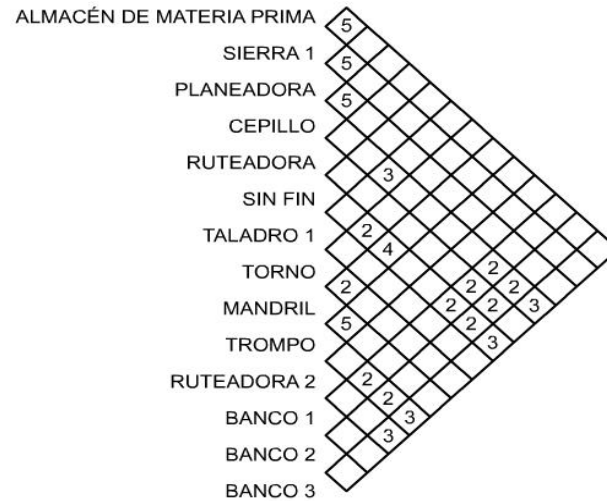 ALMACÉN DE MATERIA PRIMA
5
SIERRA 1
5
PLANEADORA
5
CEPILLO
RUTEADORA
3
SIN FIN
TALADRO 1
2
4
TORNO
2
2
2 2
MANDRIL
2 2 3
5
2
TROMPO
3
RUTEADORA 2
2
2
BANCO 1
3
3
BANCO 2
BANCO 3